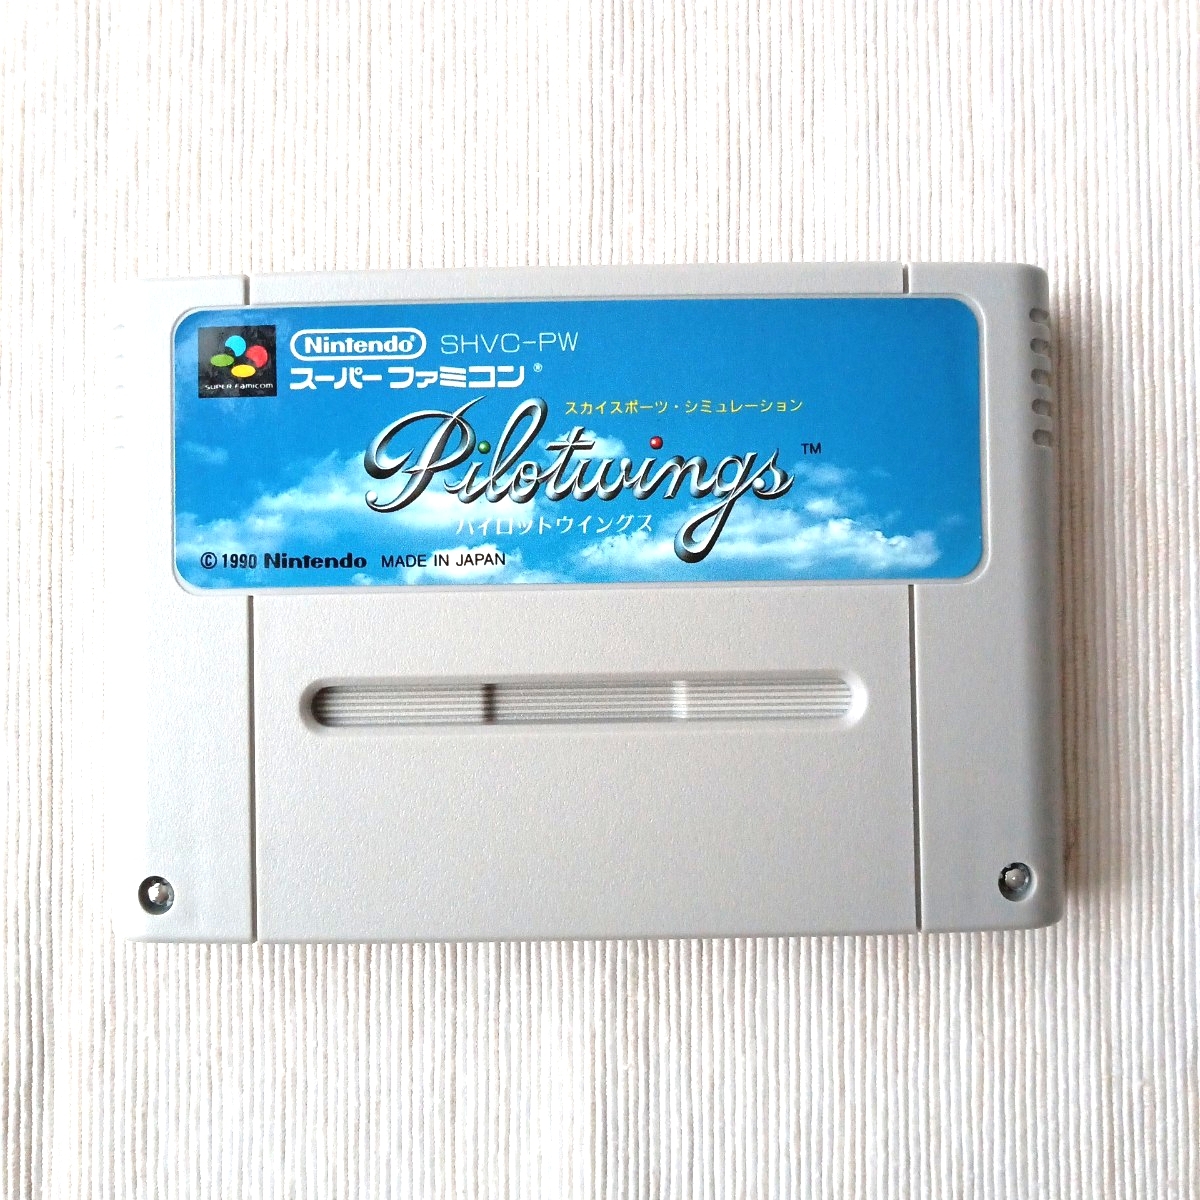 SUPER FAMICOM
Nintendo® SHVC-PW
スーパーファミコン®
スカイスポーツ・シミュレーション
Pilotwings™
パイロットウイングス
© 1990 Nintendo MADE IN JAPAN